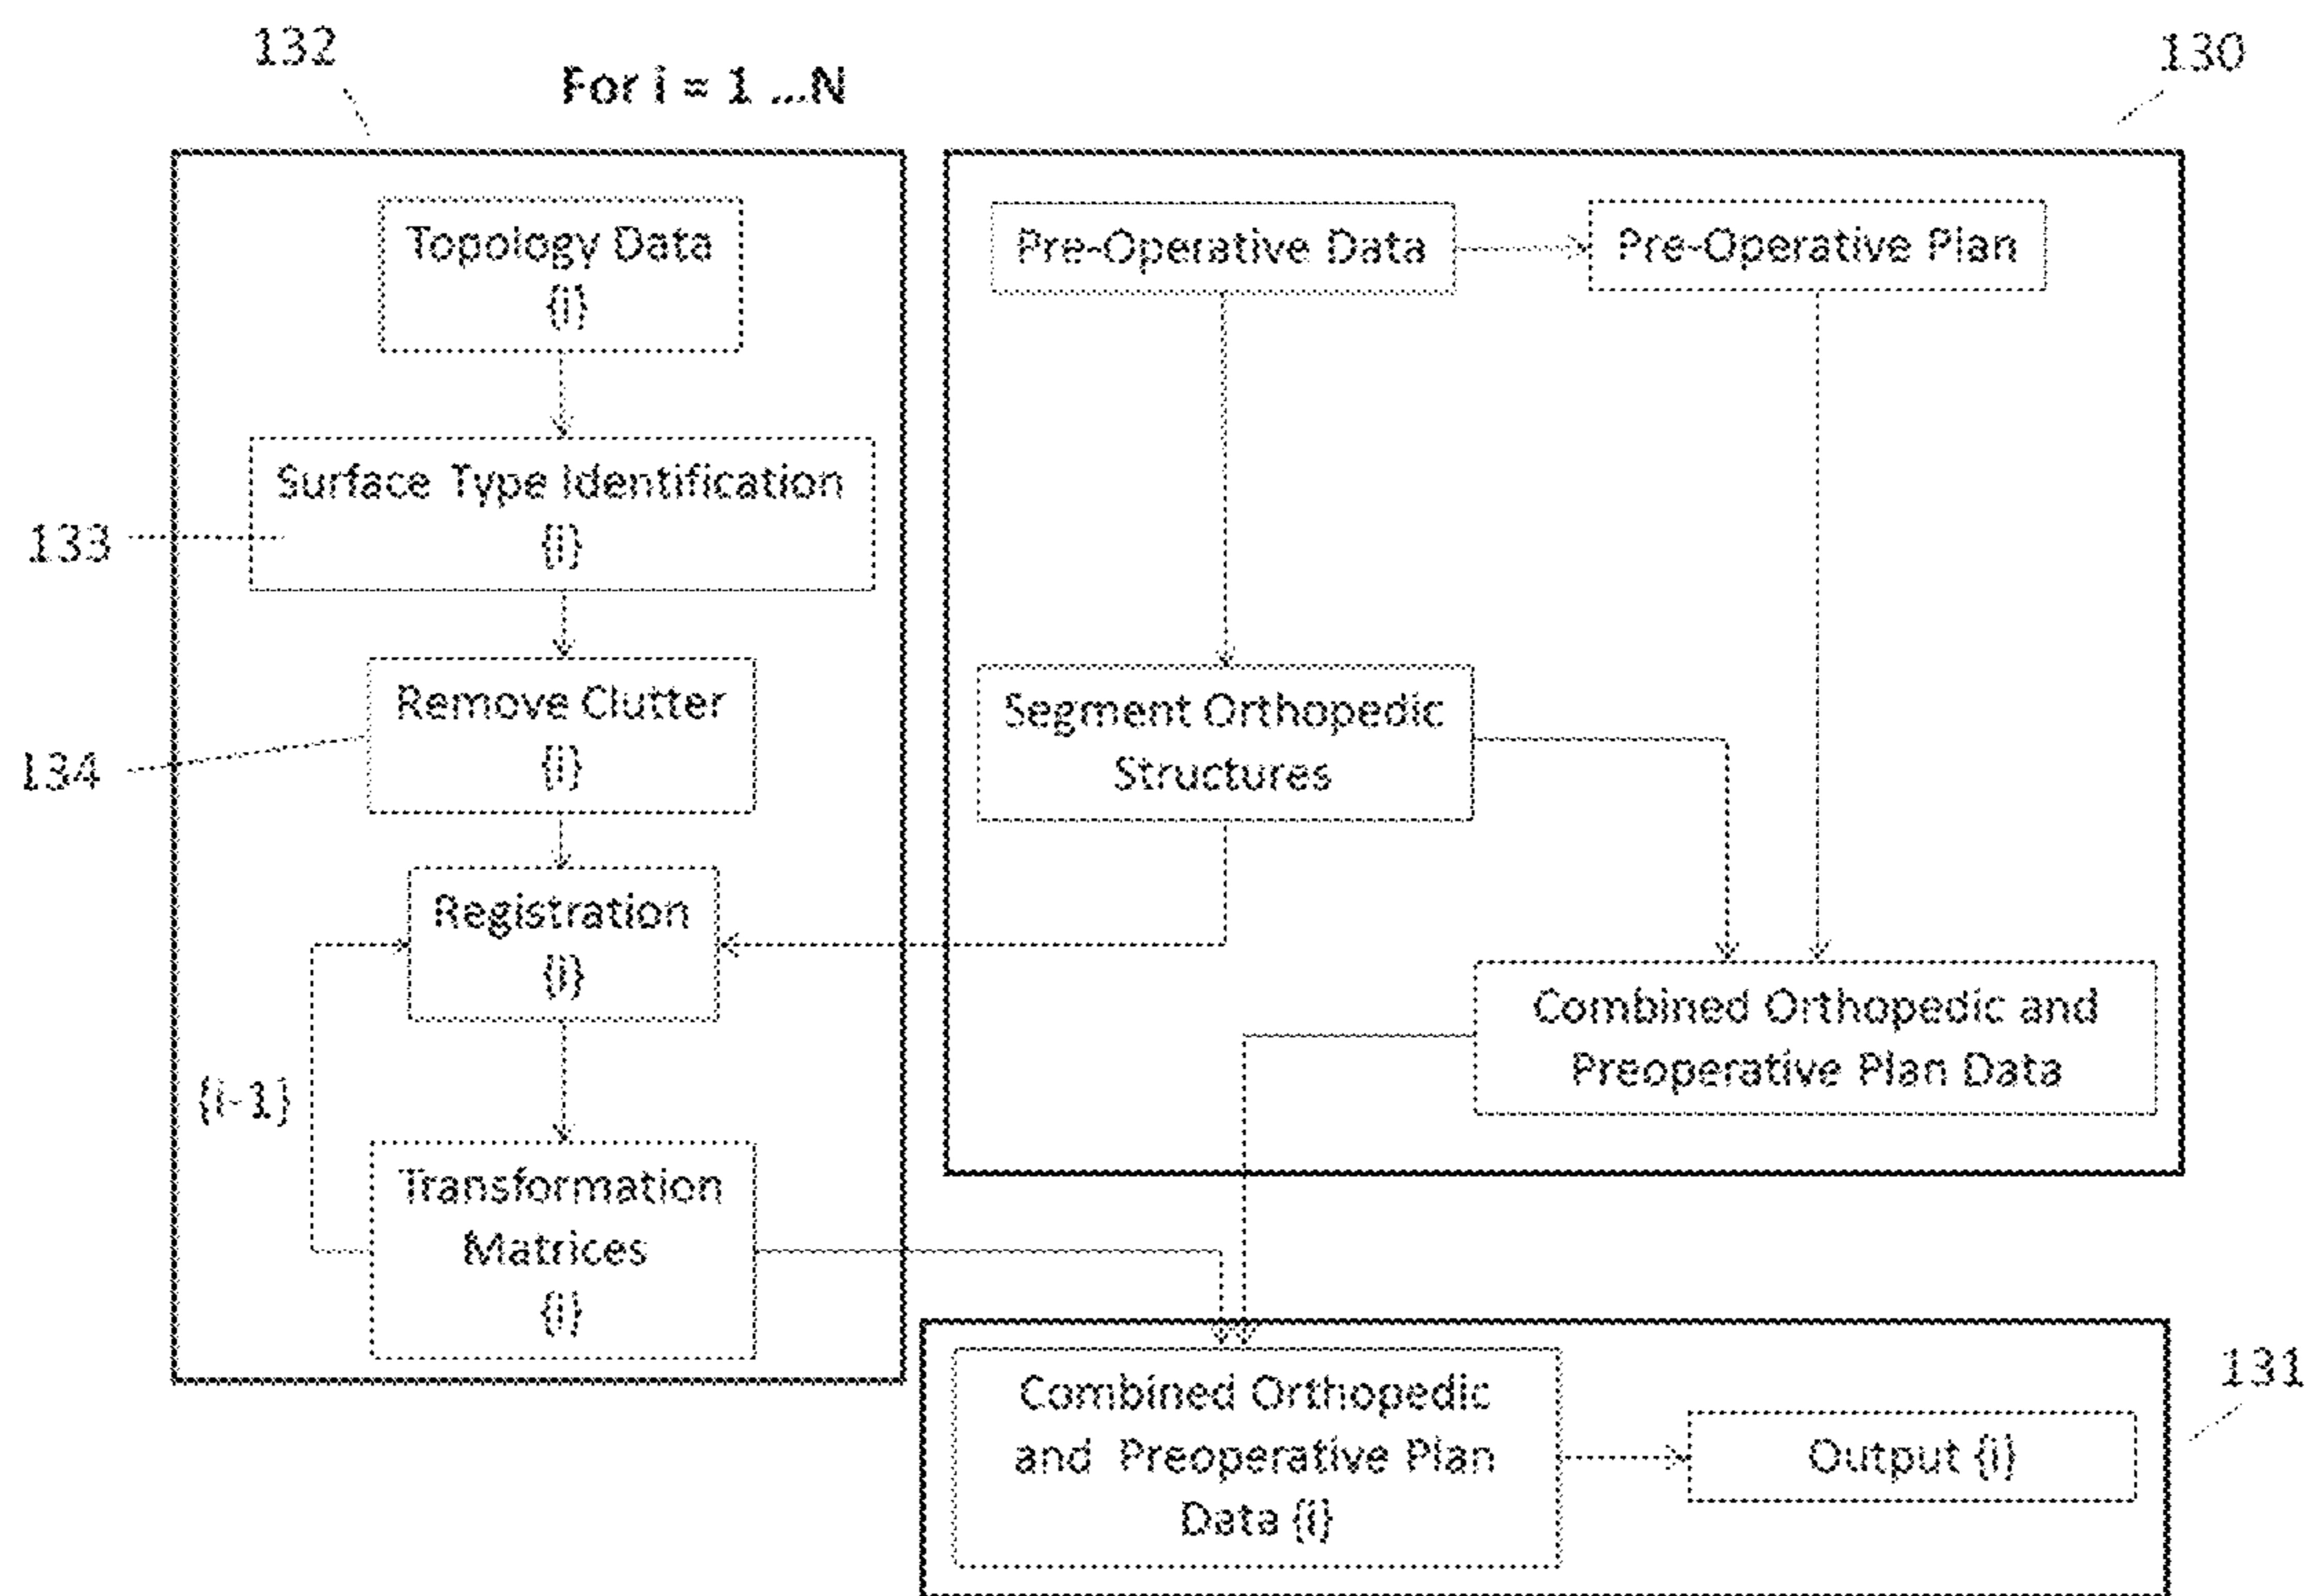 132
For i = 1 ...N
130
Topology Data
{i}
Pre-Operative Data
Pre-Operative Plan
Surface Type Identification
{i}
133
Remove Clutter
{i}
134
Segment Orthopedic
Structures
Registration
{i}
{i-1}
Combined Orthopedic and
Preoperative Plan Data
Transformation
Matrices
{i}
131
Combined Orthopedic
and Preoperative Plan
Data {i}
Output {i}